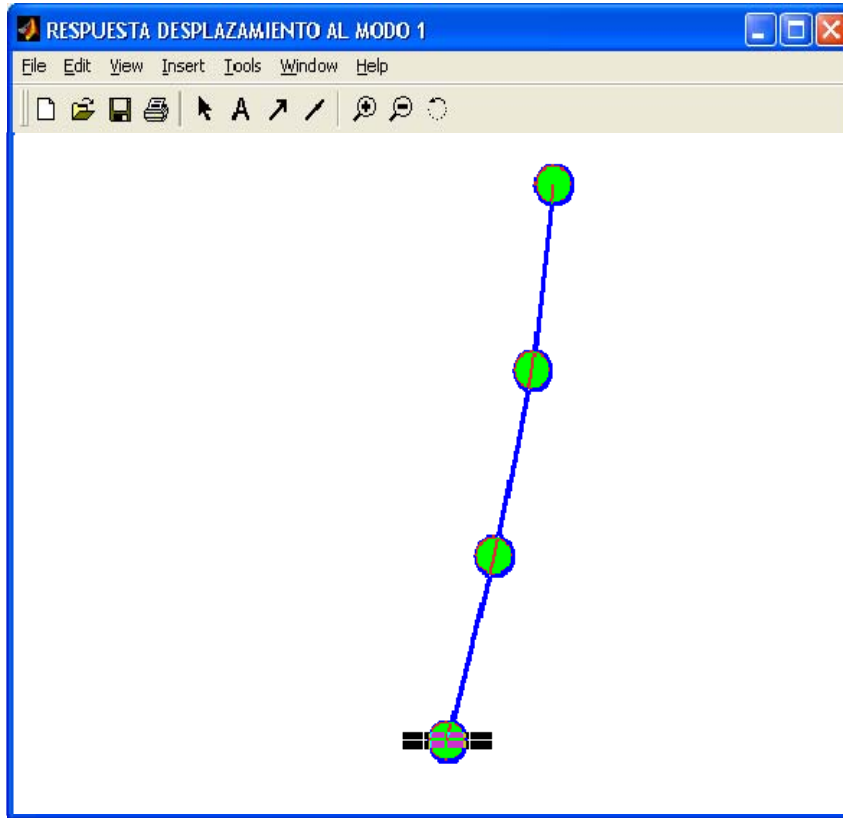 RESPUESTA DESPLAZAMIENTO AL MODO 1
File Edit View Insert Tools Window Help
A